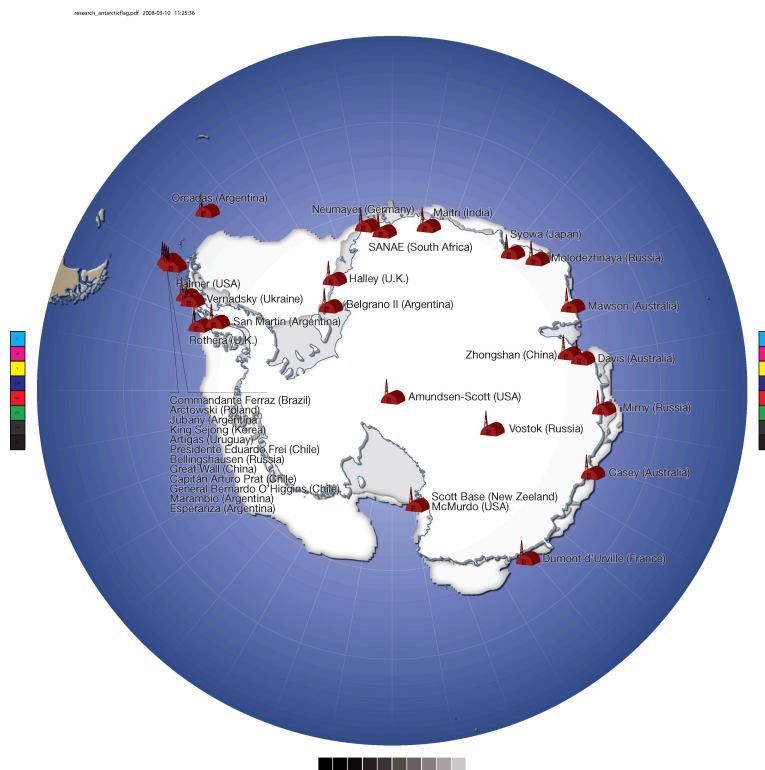 research_antarcticflag.pdf 2008-03-10 11:25:36
Orcadas (Argentina)
Neumayer (Germany)
Maitri (India)
SANAE (South Africa)
Syowa (Japan)
Molodezhnaya (Russia)
Palmer (USA)
Halley (U.K.)
Vernadsky (Ukraine)
Belgrano II (Argentina)
Mawson (Australia)
San Martin (Argentina)
Rothera (U.K.)
Zhongshan (China)
Davis (Australia)
Amundsen-Scott (USA)
Mirny (Russia)
Vostok (Russia)
Commandante Ferraz (Brazil)
Arctowski (Poland)
Jubany (Argentina
King Sejong (Korea)
Artigas (Uruguay)
Presidente Eduardo Frei (Chile)
Bellingshausen (Russia)
Great Wall (China)
Capitán Arturo Prat (Chile)
General Bernardo O'Higgins (Chile)
Marambio (Argentina)
Esperanza (Argentina)
Casey (Australia)
Scott Base (New Zeeland)
McMurdo (USA)
Dumont d'Urville (France)